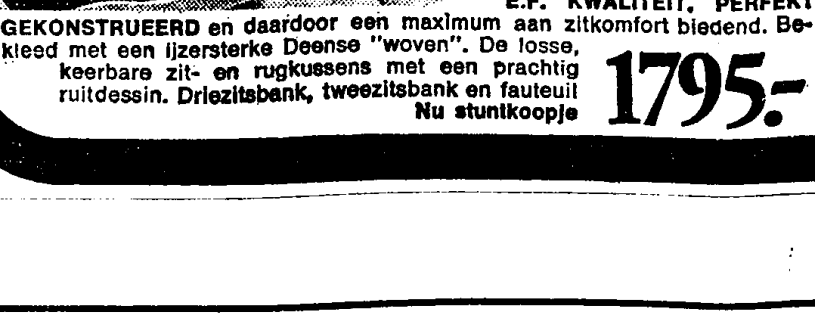 E.F. KWALITEIT, PERFEKT
GEKONSTRUEERD en daardoor een maximum aan zitkomfort biedend. Be-
kleed met een ijzersterke Deense "woven". De losse,
keerbare zit- en rugkussens met een prachtig
ruitdessin. Driezitsbank, tweezitsbank en fauteuil
Nu stuntkoopje
1795.-